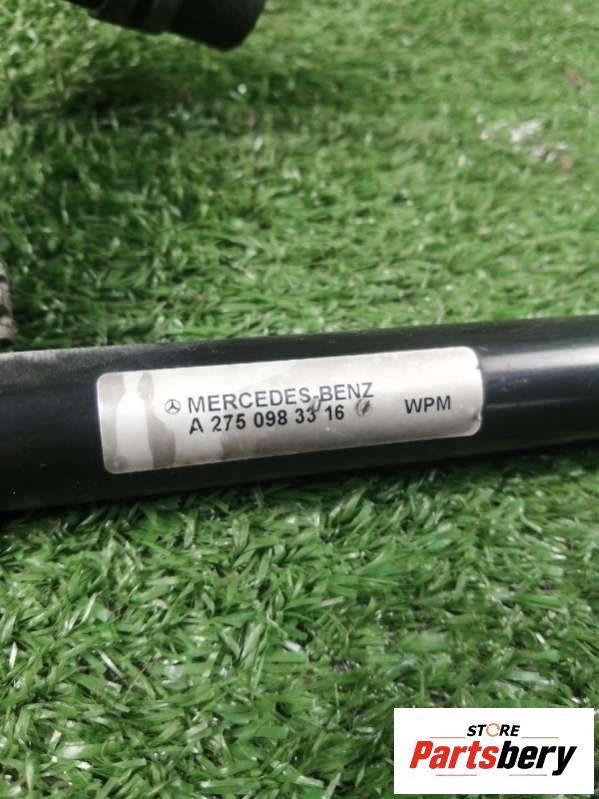 MERCEDES-BENZ
A 275 098 33 16 WPM
STORE
Partsbery